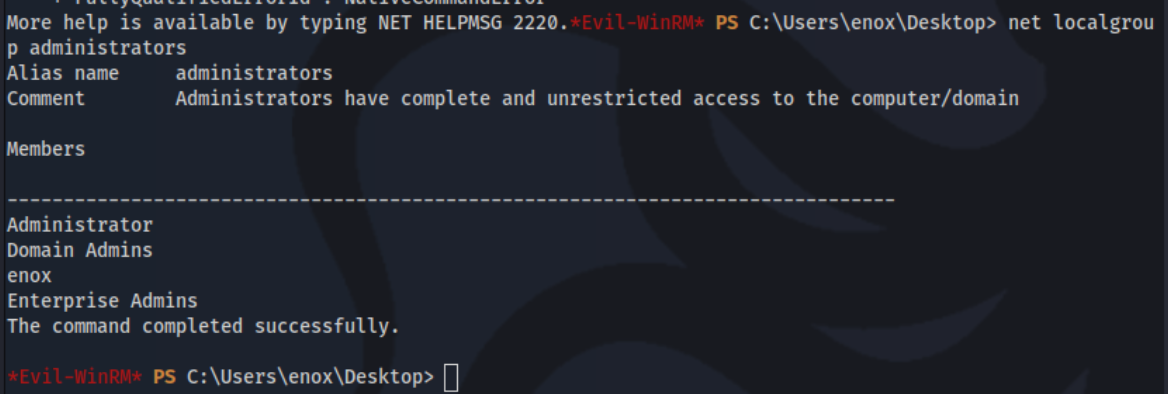 + FullyQualifiedErrorId : NativeCommandError
More help is available by typing NET HELPMSG 2220.*Evil-WinRM* PS C:\Users\enox\Desktop> net localgrou
p administrators
Alias name     administrators
Comment        Administrators have complete and unrestricted access to the computer/domain
Members
-------------------------------------------------------------------------------
Administrator
Domain Admins
enox
Enterprise Admins
The command completed successfully.
*Evil-WinRM* PS C:\Users\enox\Desktop>